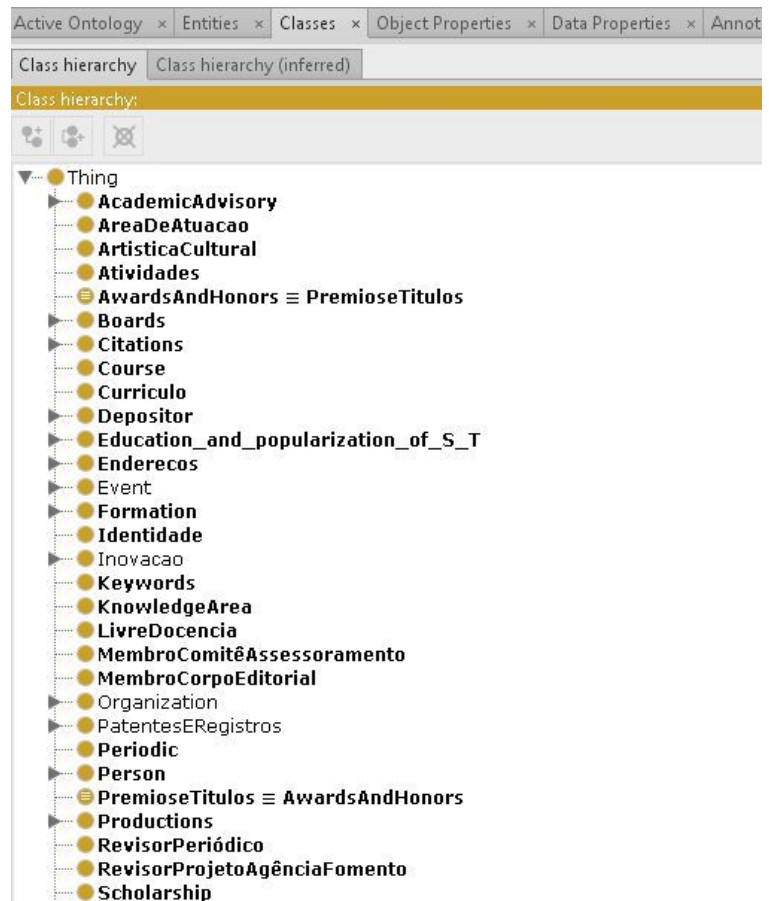 Active Ontology × Entities × Classes × Object Properties × Data Properties × Annot
Class hierarchy Class hierarchy (inferred)
Class hierarchy:
Thing
AcademicAdvisory
AreaDeAtuacao
ArtisticaCultural
Atividades
AwardsAndHonors ≡ PremioseTitulos
Boards
Citations
Course
Curriculo
Depositor
Education_and_popularization_of_S_T
Enderecos
Event
Formation
Identidade
Inovacao
Keywords
KnowledgeArea
LivreDocencia
MembroComitêAssessoramento
MembroCorpoEditorial
Organization
PatentesERegistros
Periodic
Person
PremioseTitulos ≡ AwardsAndHonors
Productions
RevisorPeriódico
RevisorProjetoAgênciaFomento
Scholarship